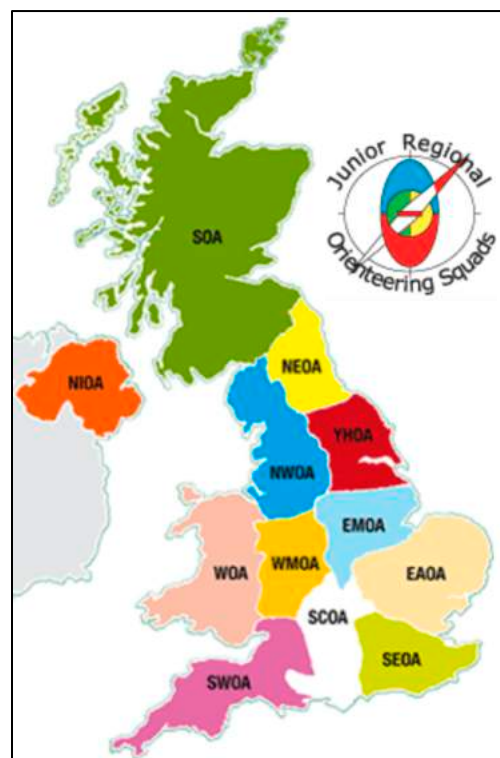 Junior Regional
Orienteering Squads
SOA
NEOA
NIOA
YHOA
NWOA
EMOA
WOA
WMOA
EAOA
SCOA
SEOA
SWOA